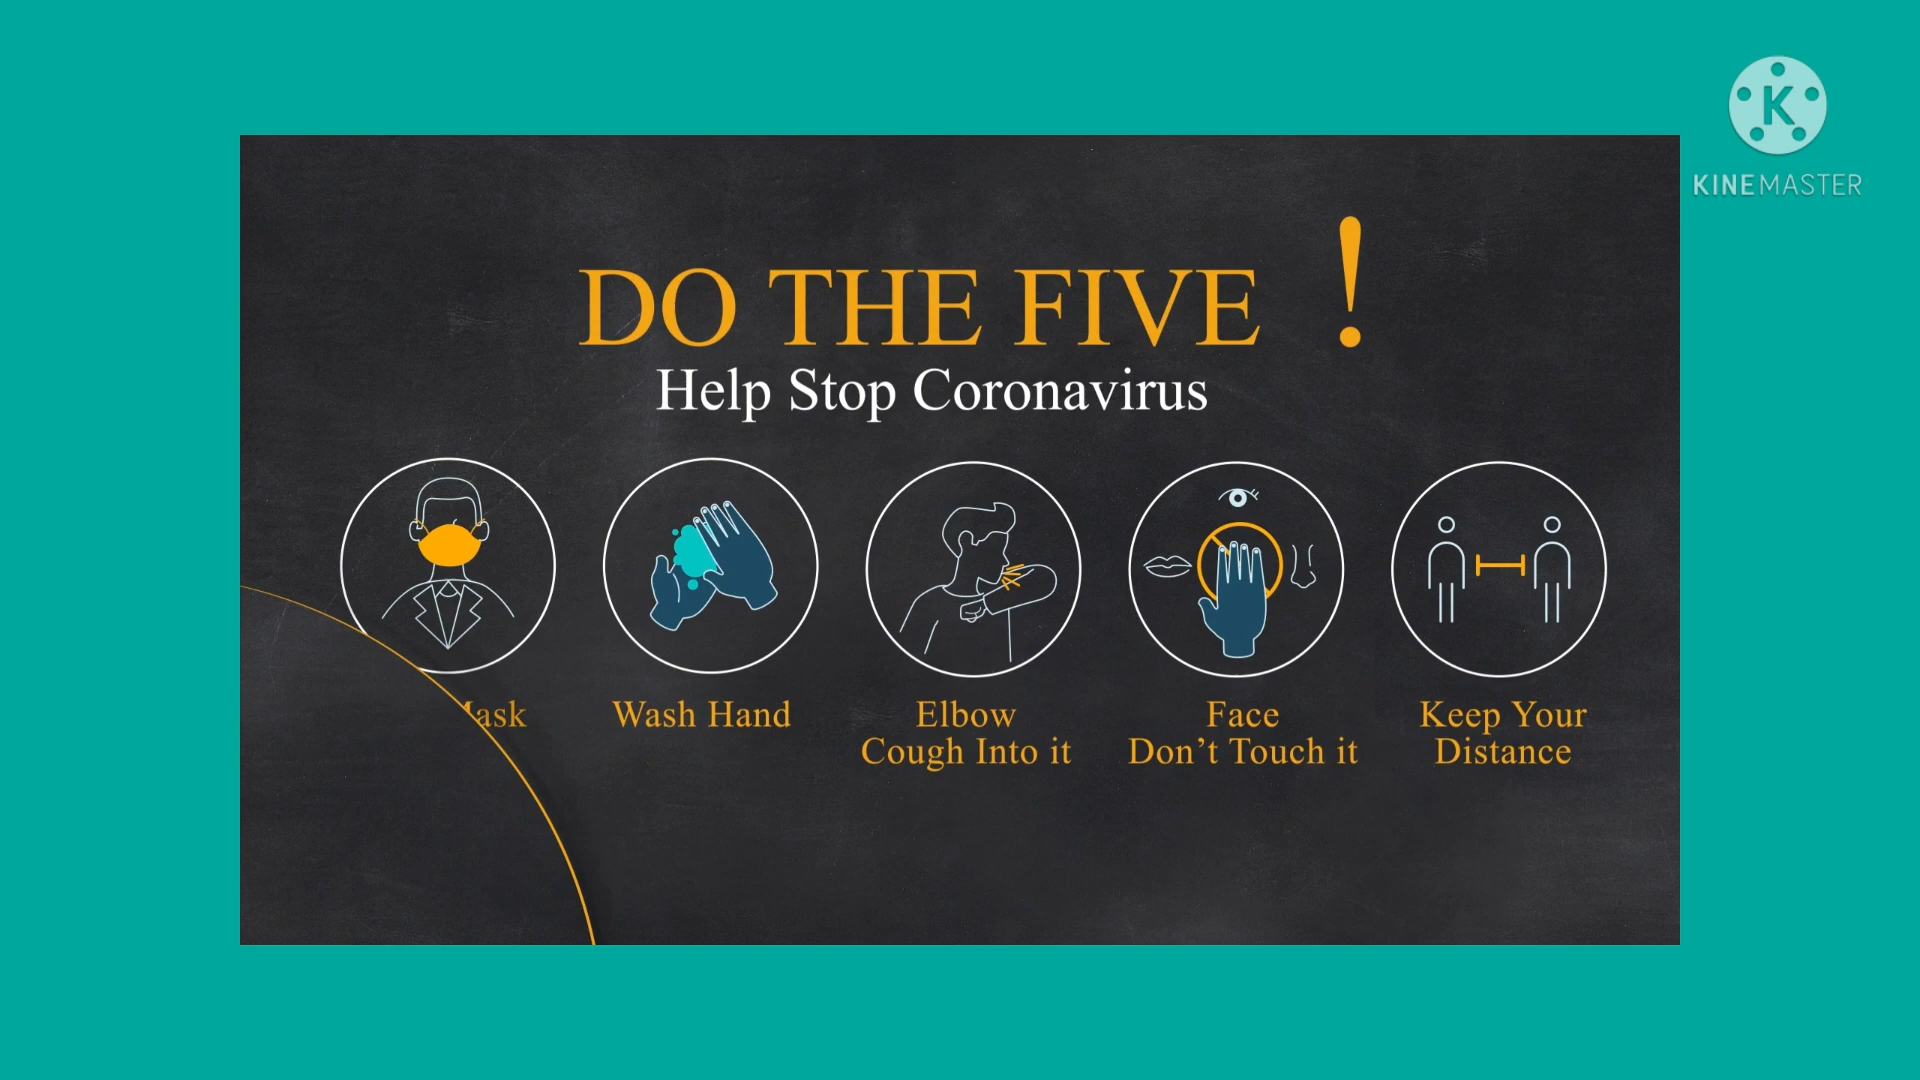 K
KINEMASTER
DO THE FIVE !
Help Stop Coronavirus
Wash Hand
Elbow
Cough Into it
Face
Don’t Touch it
Keep Your
Distance